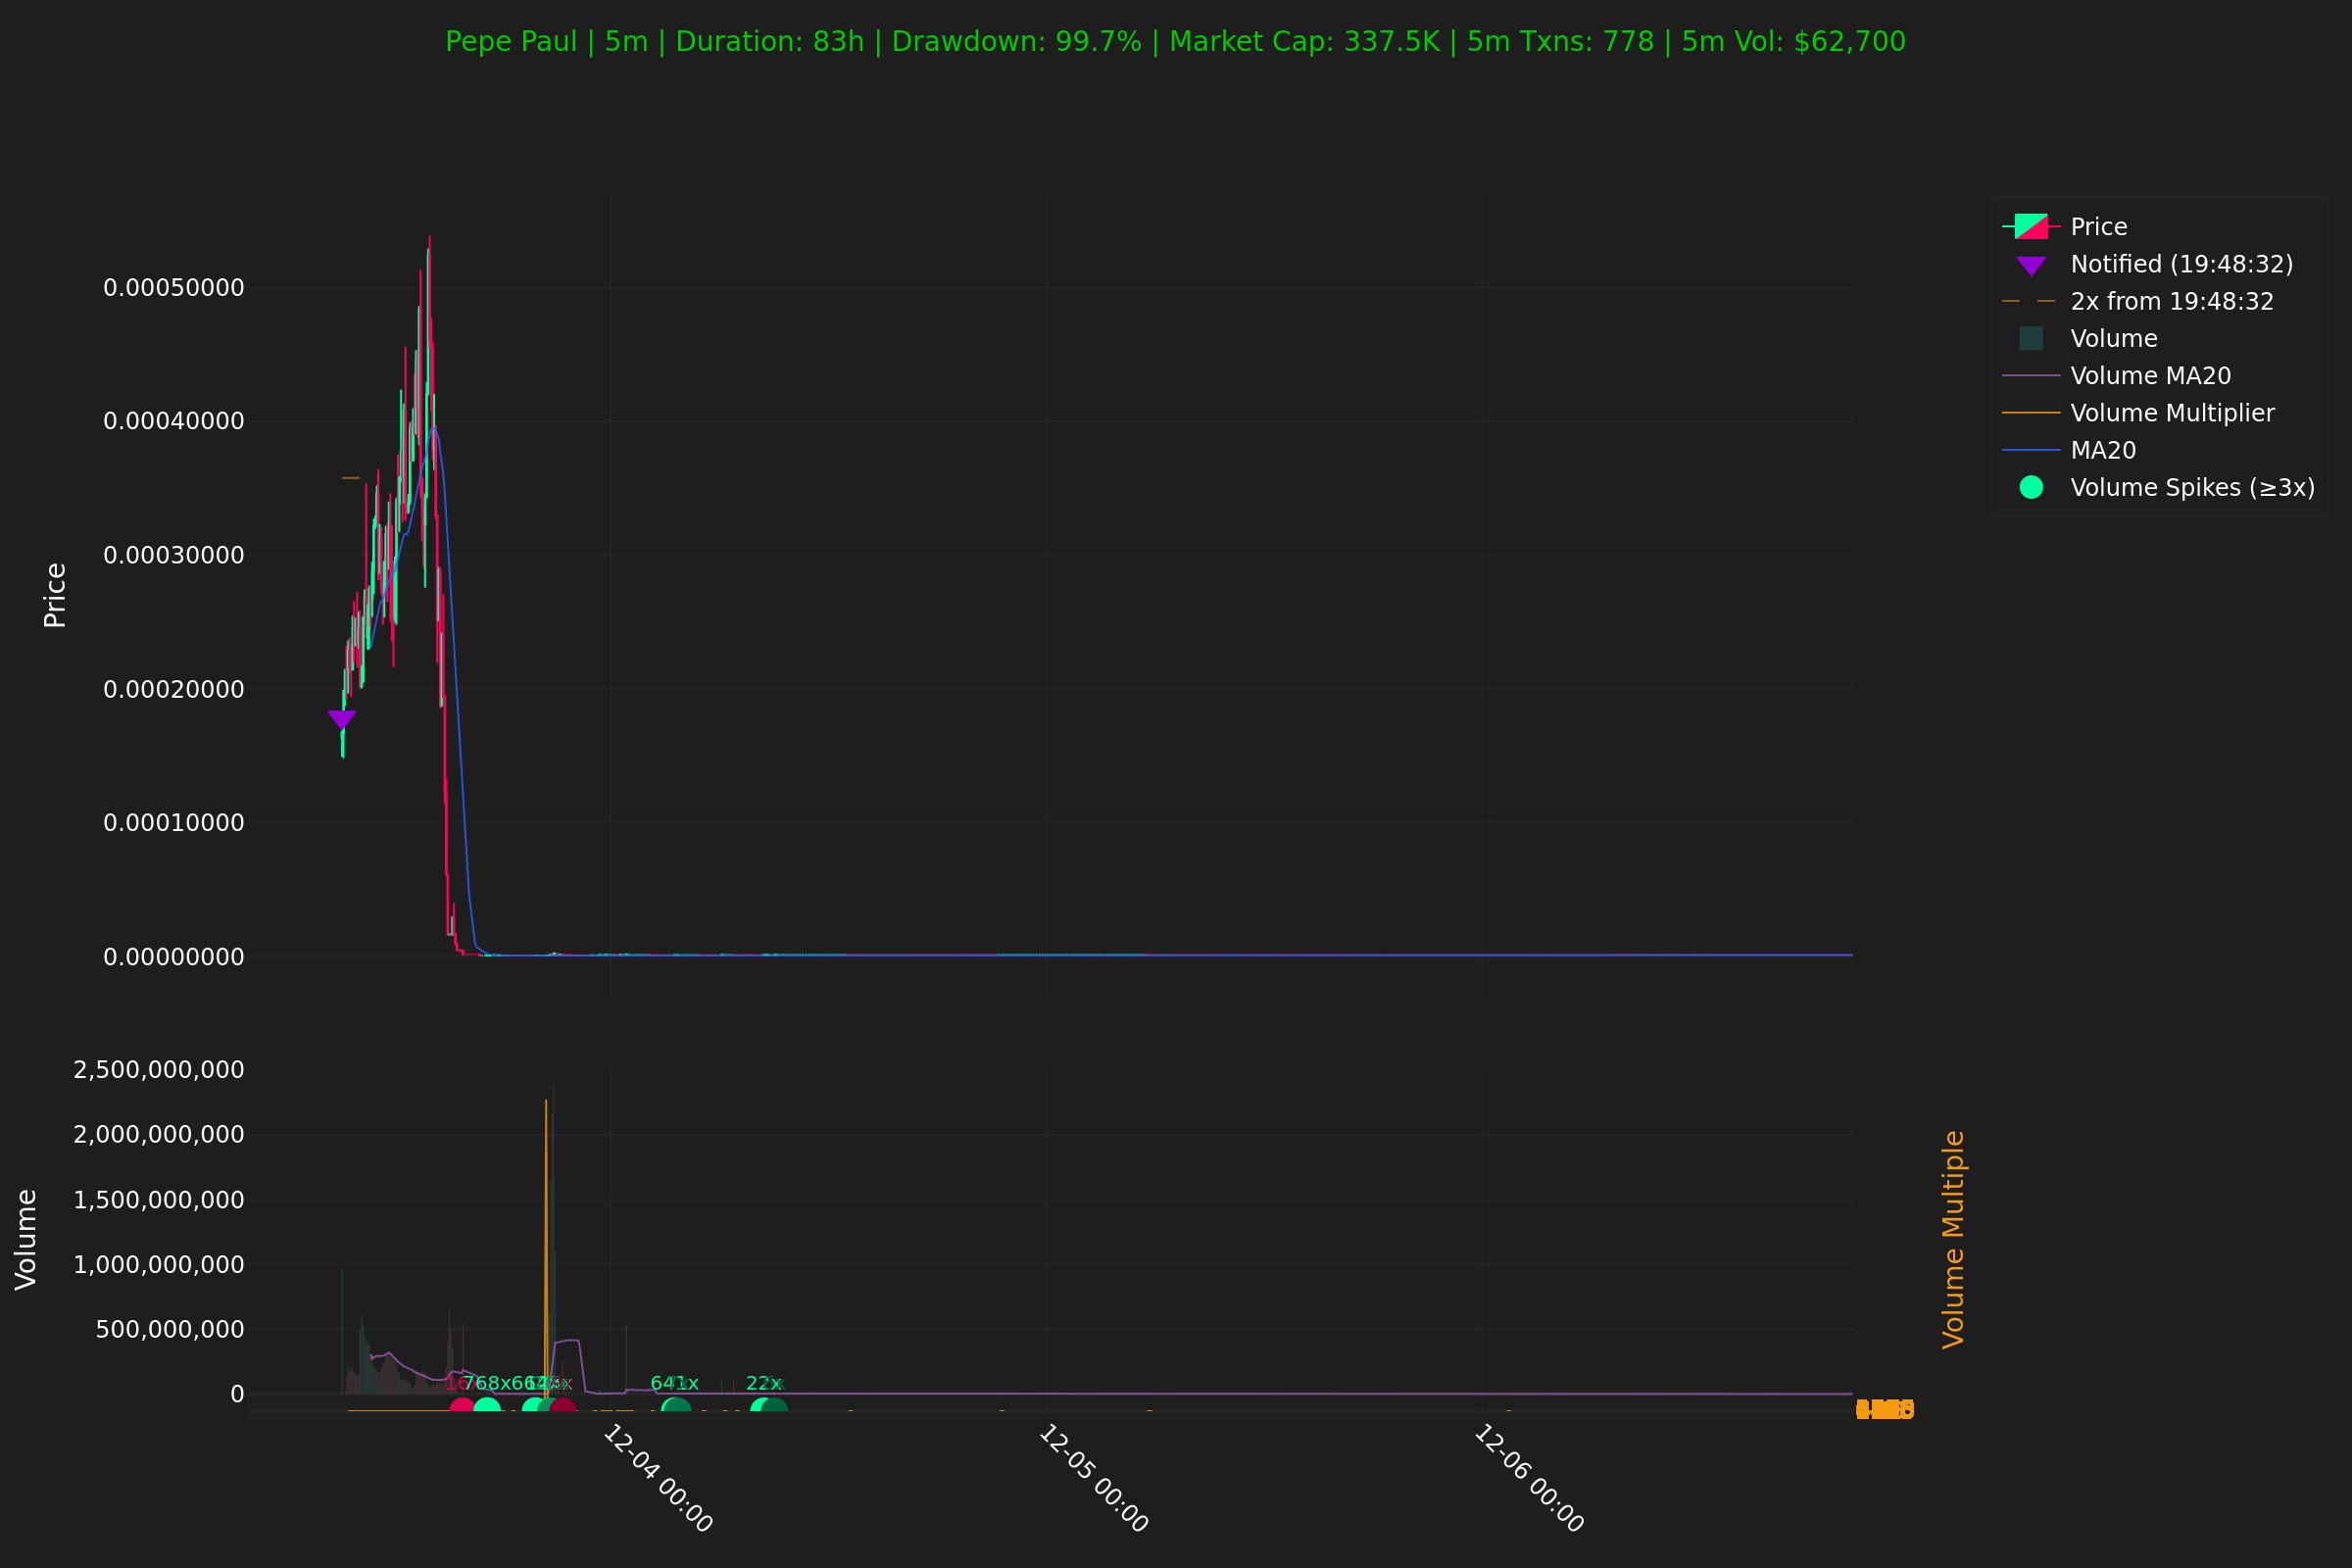 Pepe Paul | 5m | Duration: 83h | Drawdown: 99.7% | Market Cap: 337.5K | 5m Txns: 778 | 5m Vol: $62,700
Price
0.00050000
0.00040000
0.00030000
0.00020000
0.00010000
0.00000000
Price
Notified (19:48:32)
2x from 19:48:32
Volume
Volume MA20
Volume Multiplier
MA20
Volume Spikes (≥3x)
Volume
2,500,000,000
2,000,000,000
1,500,000,000
1,000,000,000
500,000,000
0
768x
641x
22x
Volume Multiple
12-04 00:00
12-05 00:00
12-06 00:00